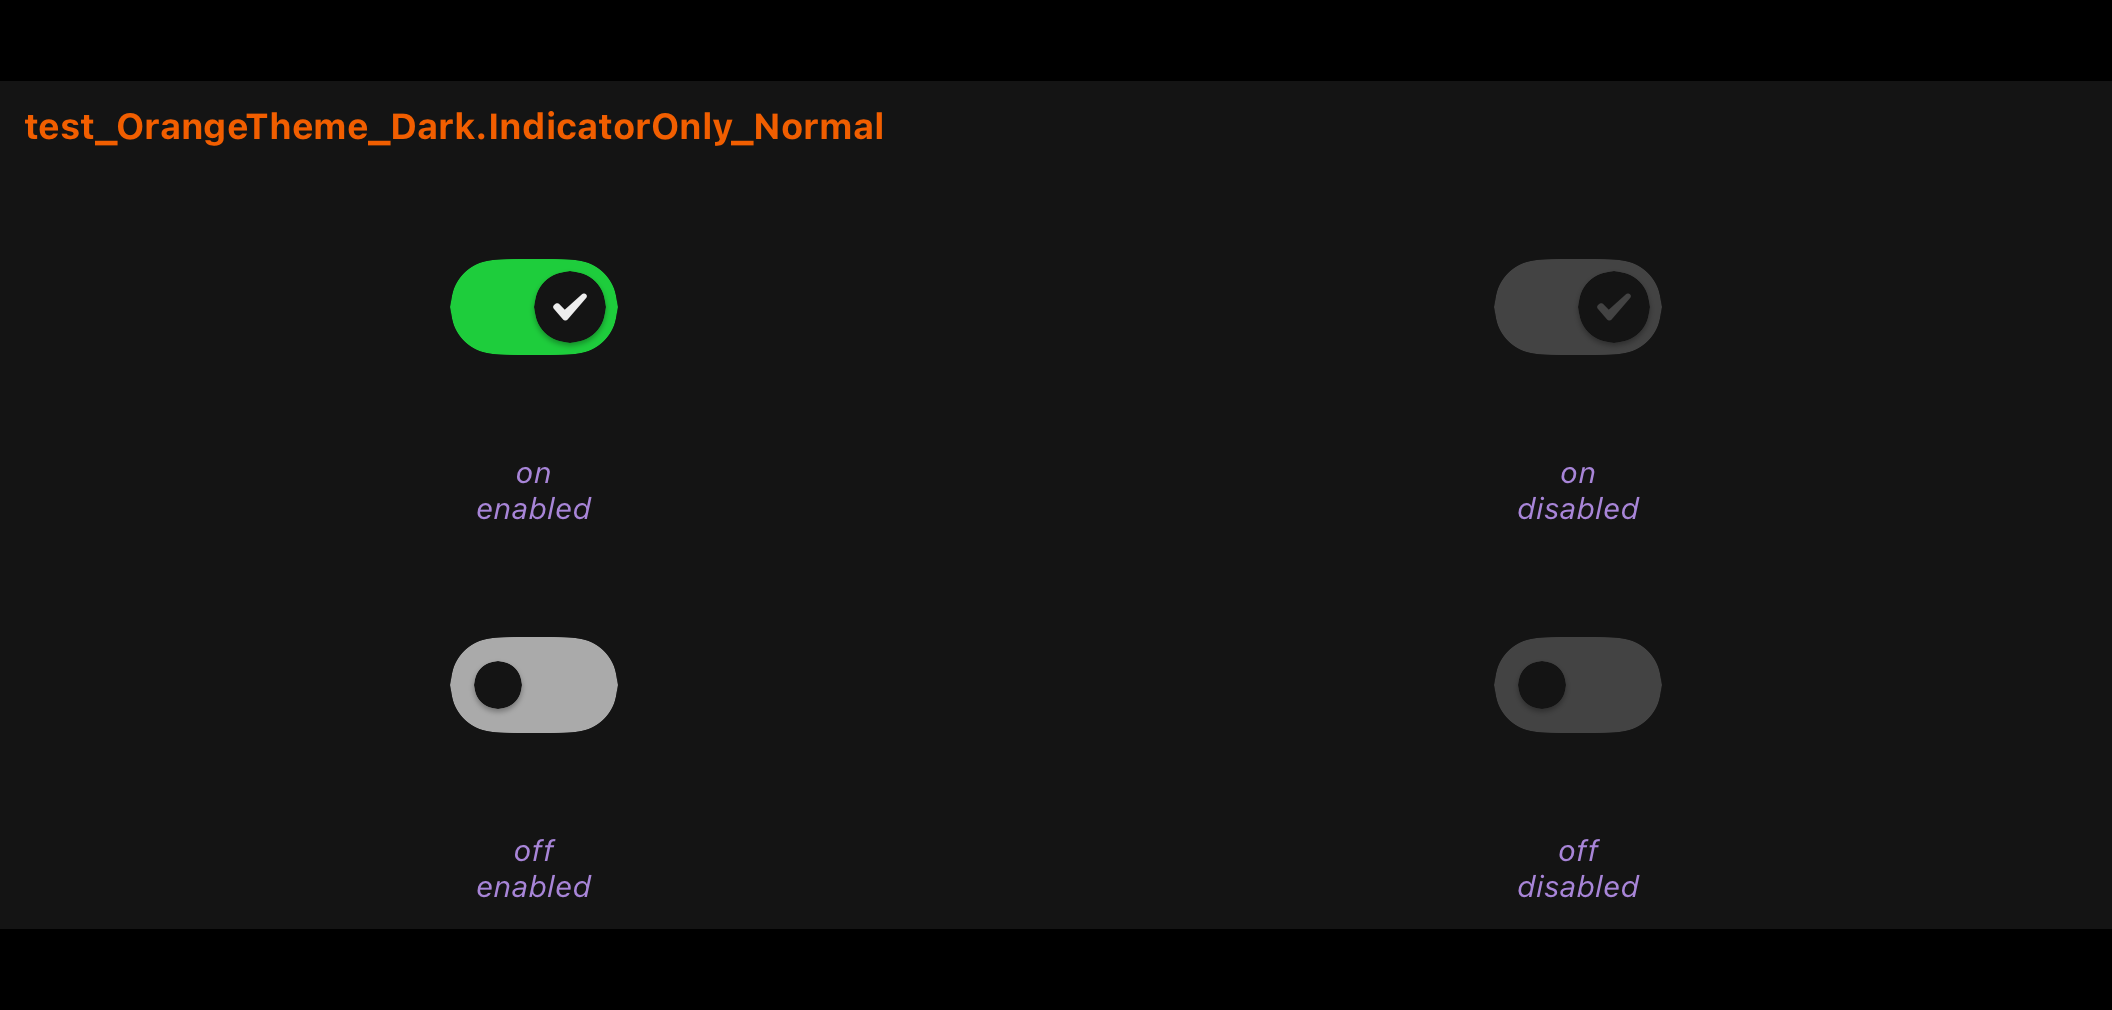 test_OrangeTheme_Dark.IndicatorOnly_Normal
on
enabled
on
disabled
off
enabled
off
disabled